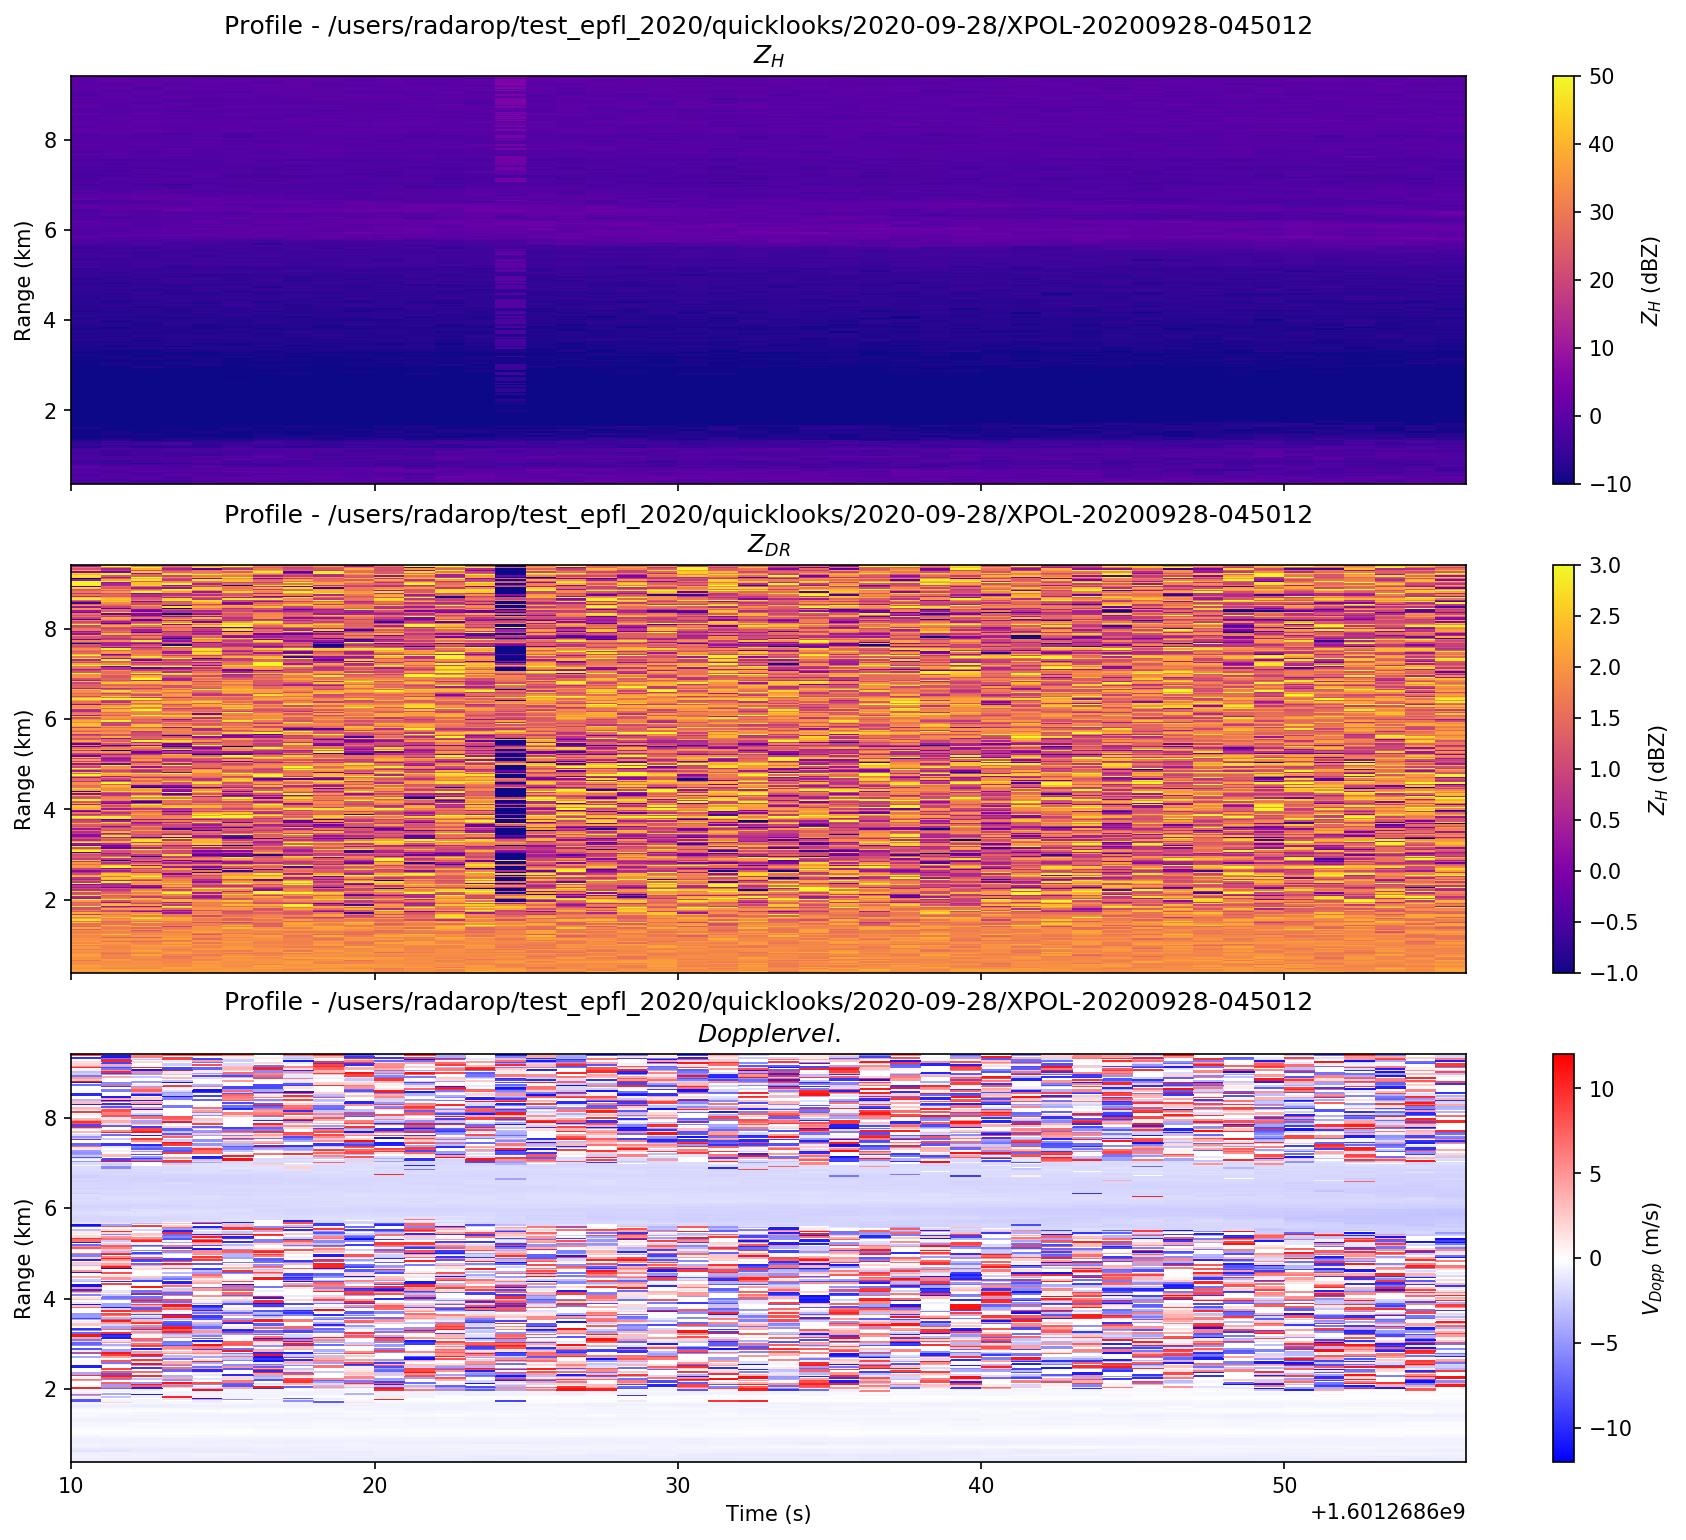 Profile - /users/radarop/test_epfl_2020/quicklooks/2020-09-28/XPOL-20200928-045012
Z_H
8
6
4
2
Range (km)
50
40
30
20
10
0
−10
Z_H (dBZ)
Profile - /users/radarop/test_epfl_2020/quicklooks/2020-09-28/XPOL-20200928-045012
Z_DR
8
6
4
2
Range (km)
3.0
2.5
2.0
1.5
1.0
0.5
0.0
−0.5
−1.0
Z_H (dBZ)
Profile - /users/radarop/test_epfl_2020/quicklooks/2020-09-28/XPOL-20200928-045012
Dopplervel.
8
6
4
2
Range (km)
10
5
0
−5
−10
V_Dopp (m/s)
10 20 30 40 50
Time (s)
+1.6012686e9